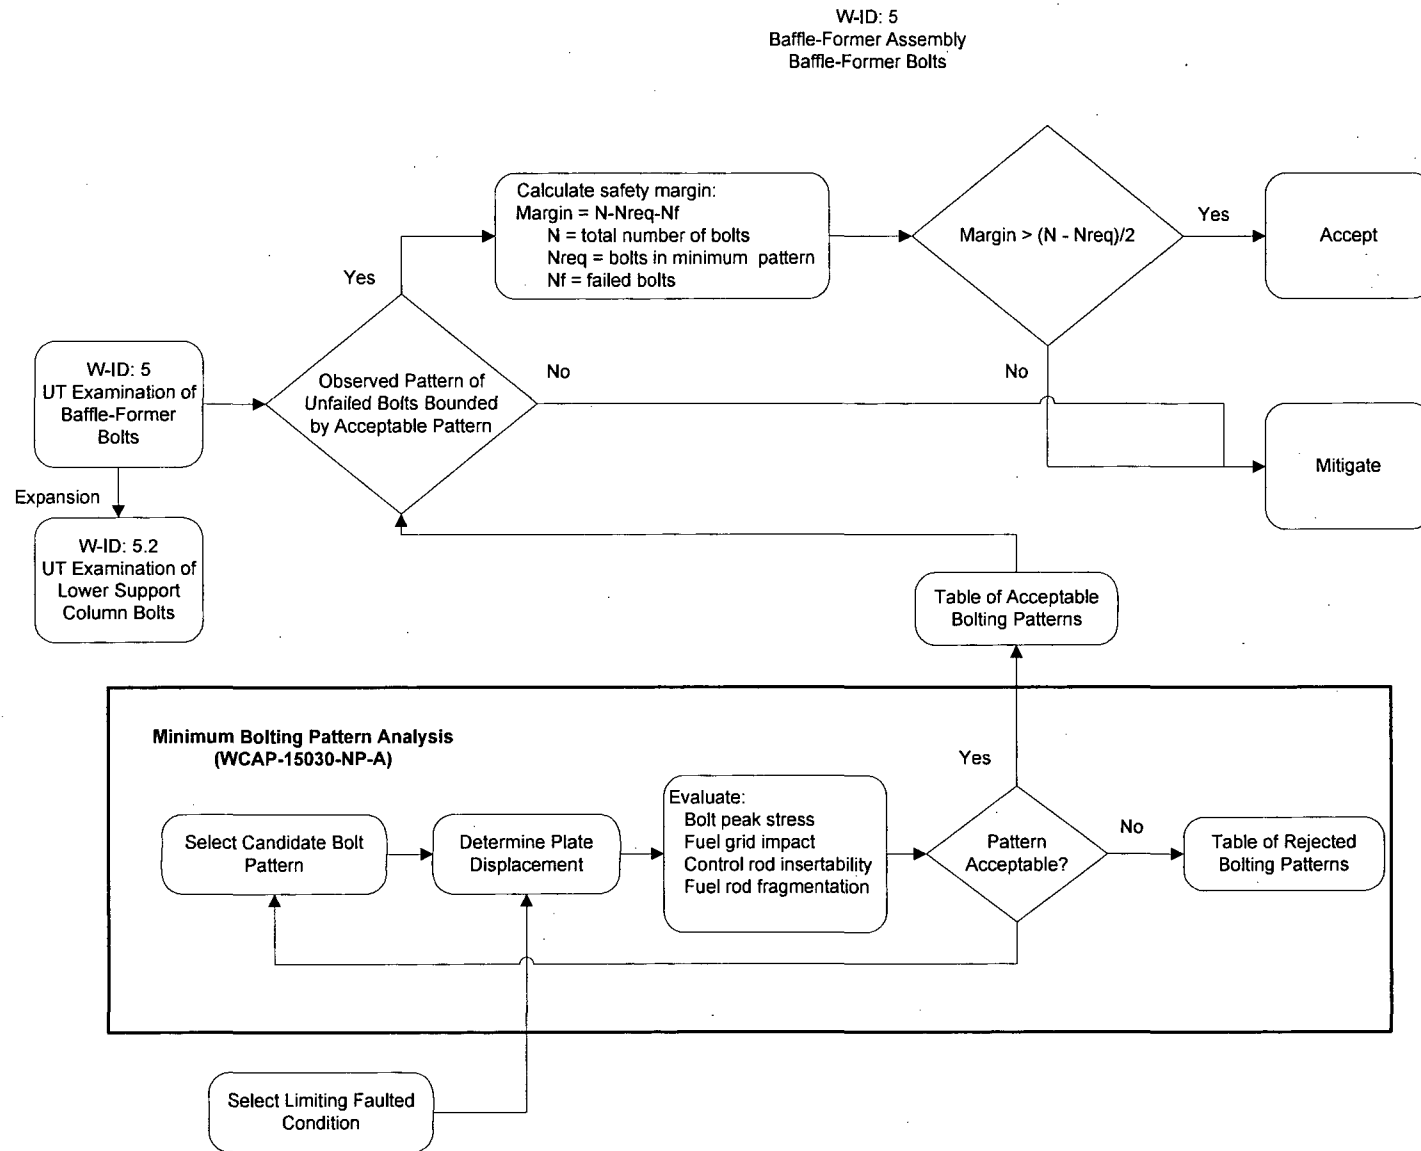 W-ID: 5
Baffle-Former Assembly
Baffle-Former Bolts
Calculate safety margin:
Margin = N-Nreq-Nf
N = total number of bolts
Nreq = bolts in minimum pattern
Nf = failed bolts
Margin > (N - Nreq)/2
Yes
Accept
Yes
W-ID: 5
UT Examination of
Baffle-Former
Bolts
Observed Pattern of
Unfailed Bolts Bounded
by Acceptable Pattern
No
No
Mitigate
Expansion
W-ID: 5.2
UT Examination of
Lower Support
Column Bolts
Table of Acceptable
Bolting Patterns
Minimum Bolting Pattern Analysis
(WCAP-15030-NP-A)
Yes
Select Candidate Bolt
Pattern
Determine Plate
Displacement
Evaluate:
Bolt peak stress
Fuel grid impact
Control rod insertability
Fuel rod fragmentation
Pattern
Acceptable?
No
Table of Rejected
Bolting Patterns
Select Limiting Faulted
Condition